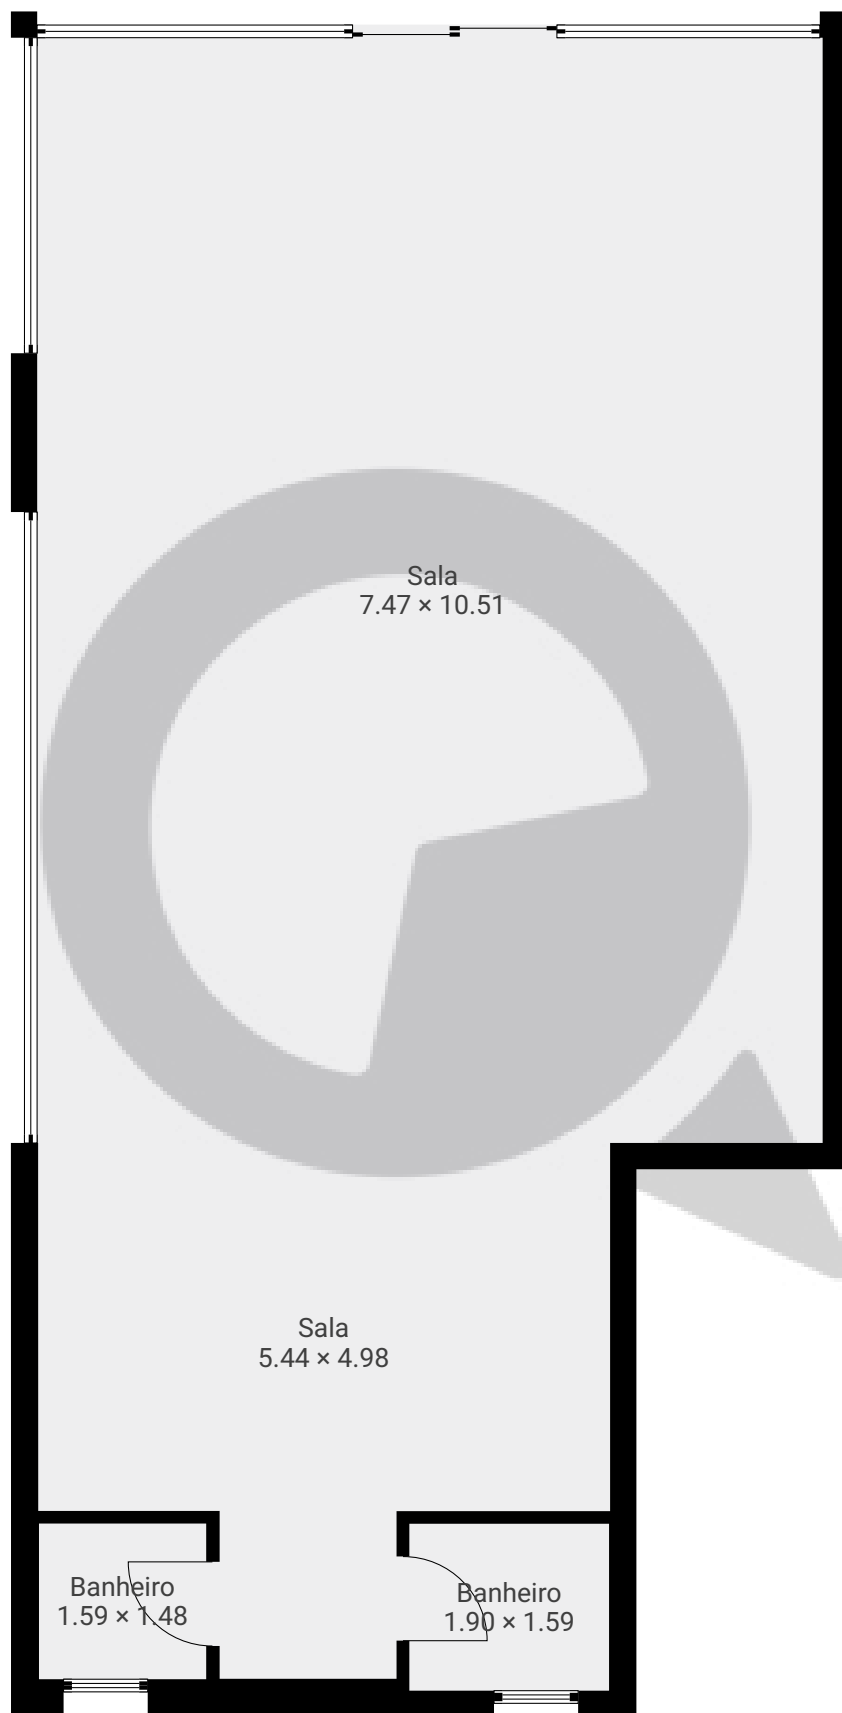 Sala
7.47 × 10.51
Sala
5.44 × 4.98
Banheiro
1.59 × 1.48
Banheiro
1.90 × 1.59